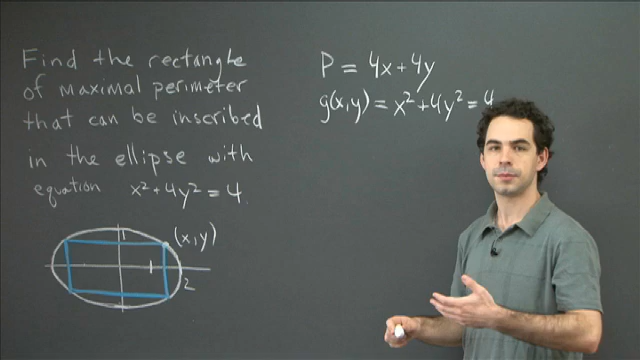 Find the rectangle
of maximal perimeter
that can be inscribed
in the ellipse with
equation x² + 4y² = 4.
P = 4x + 4y
g(x,y) = x² + 4y² = 4
1
(x,y)
1
2